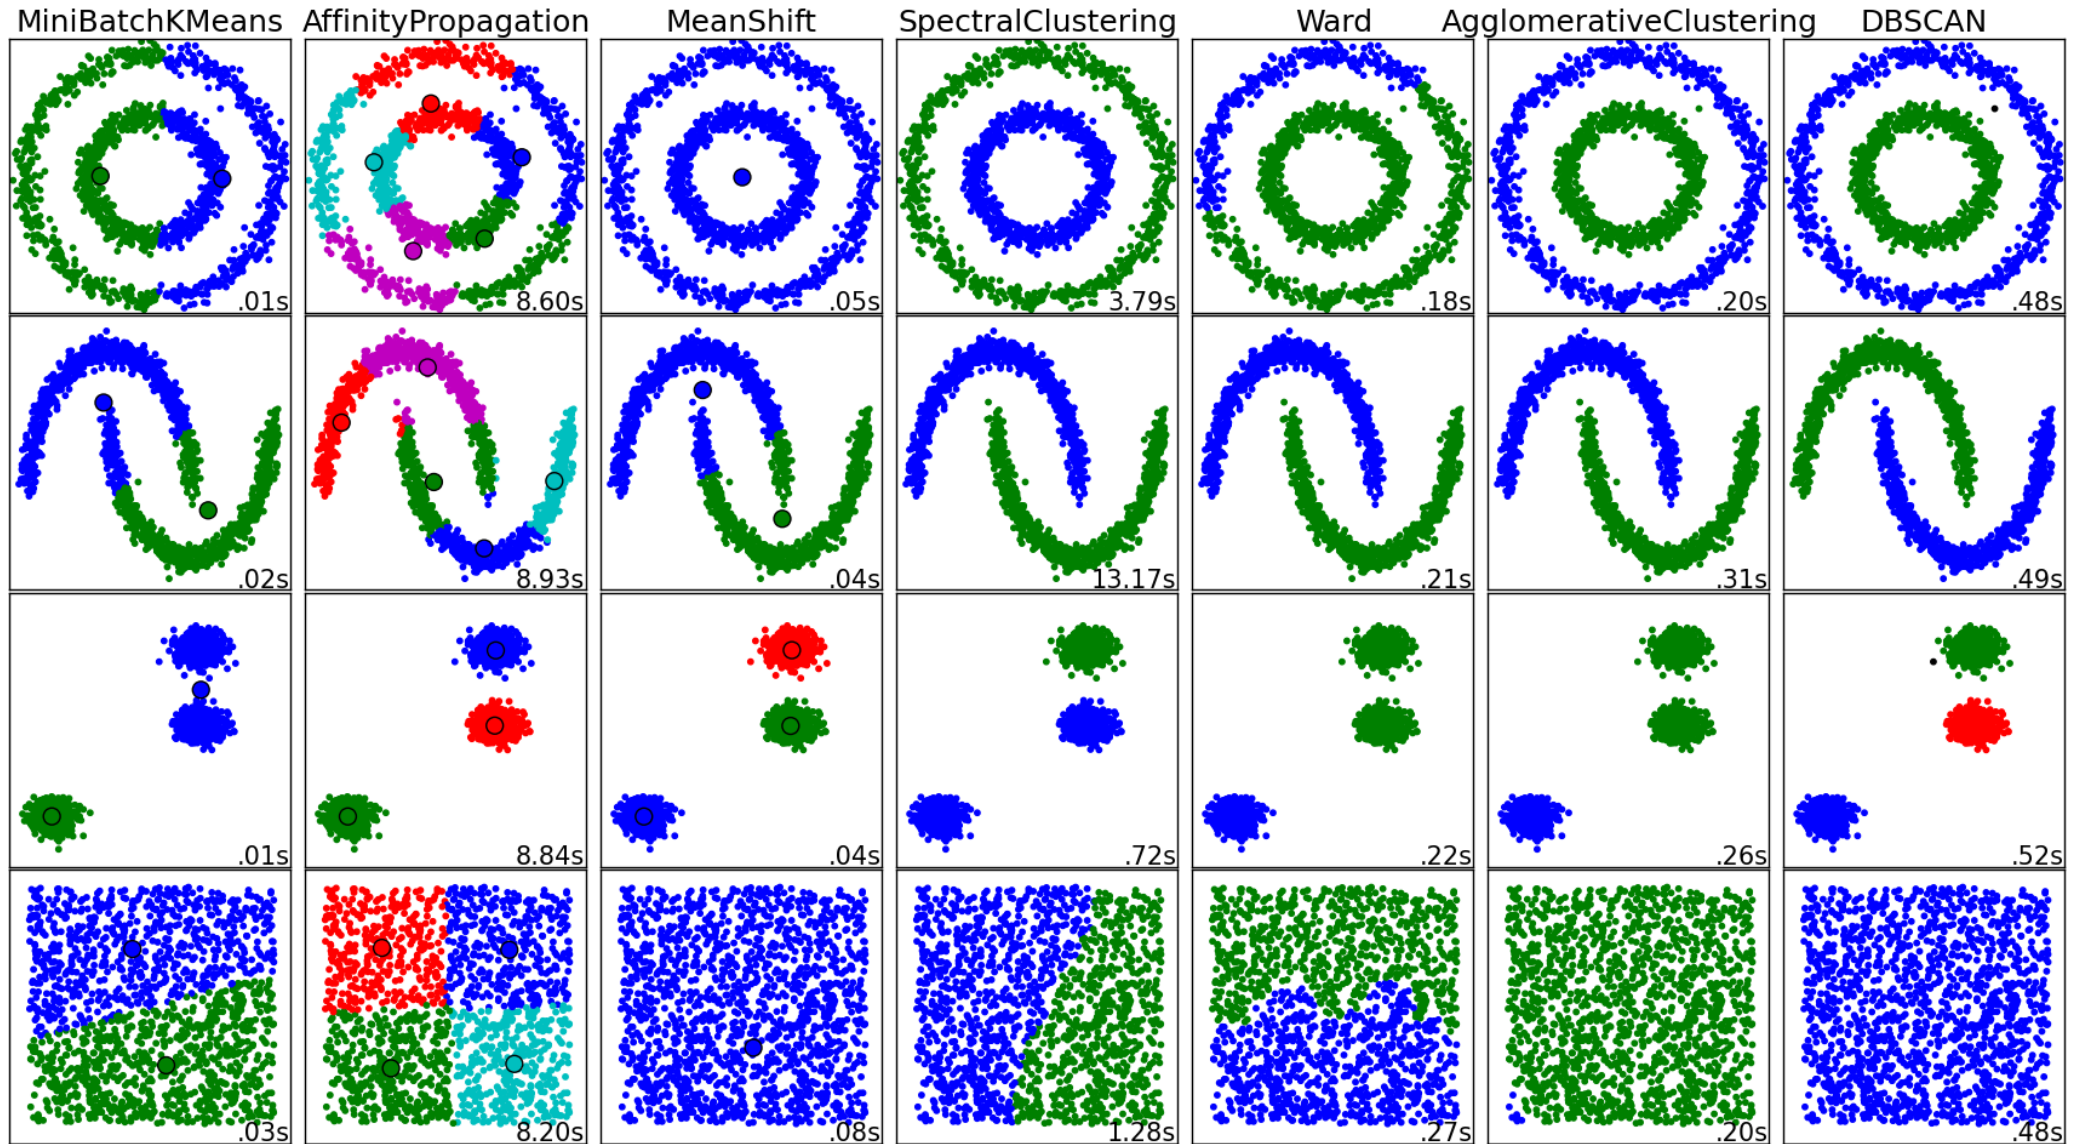 MiniBatchKMeans AffinityPropagation MeanShift SpectralClustering Ward AgglomerativeClustering DBSCAN
.01s 8.60s .05s 3.79s .18s .20s .48s
.02s 8.93s .04s 13.17s .21s .31s .49s
.01s 8.84s .04s .72s .22s .26s .52s
.03s 8.20s .08s 1.28s .27s .20s .48s